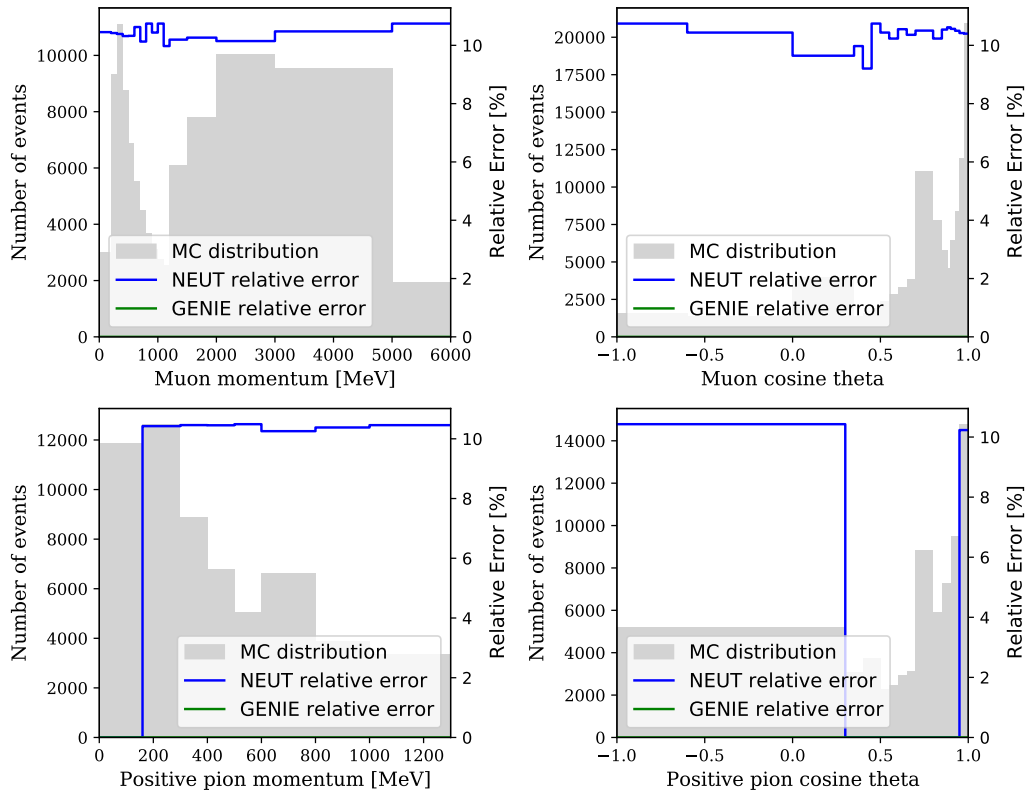 Number of events
10000
8000
6000
4000
2000
0
10
8
6
4
2
0
Relative Error [%]
MC distribution
NEUT relative error
GENIE relative error
0 1000 2000 3000 4000 5000 6000
Muon momentum [MeV]
Number of events
20000
17500
15000
12500
10000
7500
5000
2500
0
10
8
6
4
2
0
Relative Error [%]
MC distribution
NEUT relative error
GENIE relative error
−1.0 −0.5 0.0 0.5 1.0
Muon cosine theta
Number of events
12000
10000
8000
6000
4000
2000
0
10
8
6
4
2
0
Relative Error [%]
MC distribution
NEUT relative error
GENIE relative error
0 200 400 600 800 1000 1200
Positive pion momentum [MeV]
Number of events
14000
12000
10000
8000
6000
4000
2000
0
10
8
6
4
2
0
Relative Error [%]
MC distribution
NEUT relative error
GENIE relative error
−1.0 −0.5 0.0 0.5 1.0
Positive pion cosine theta